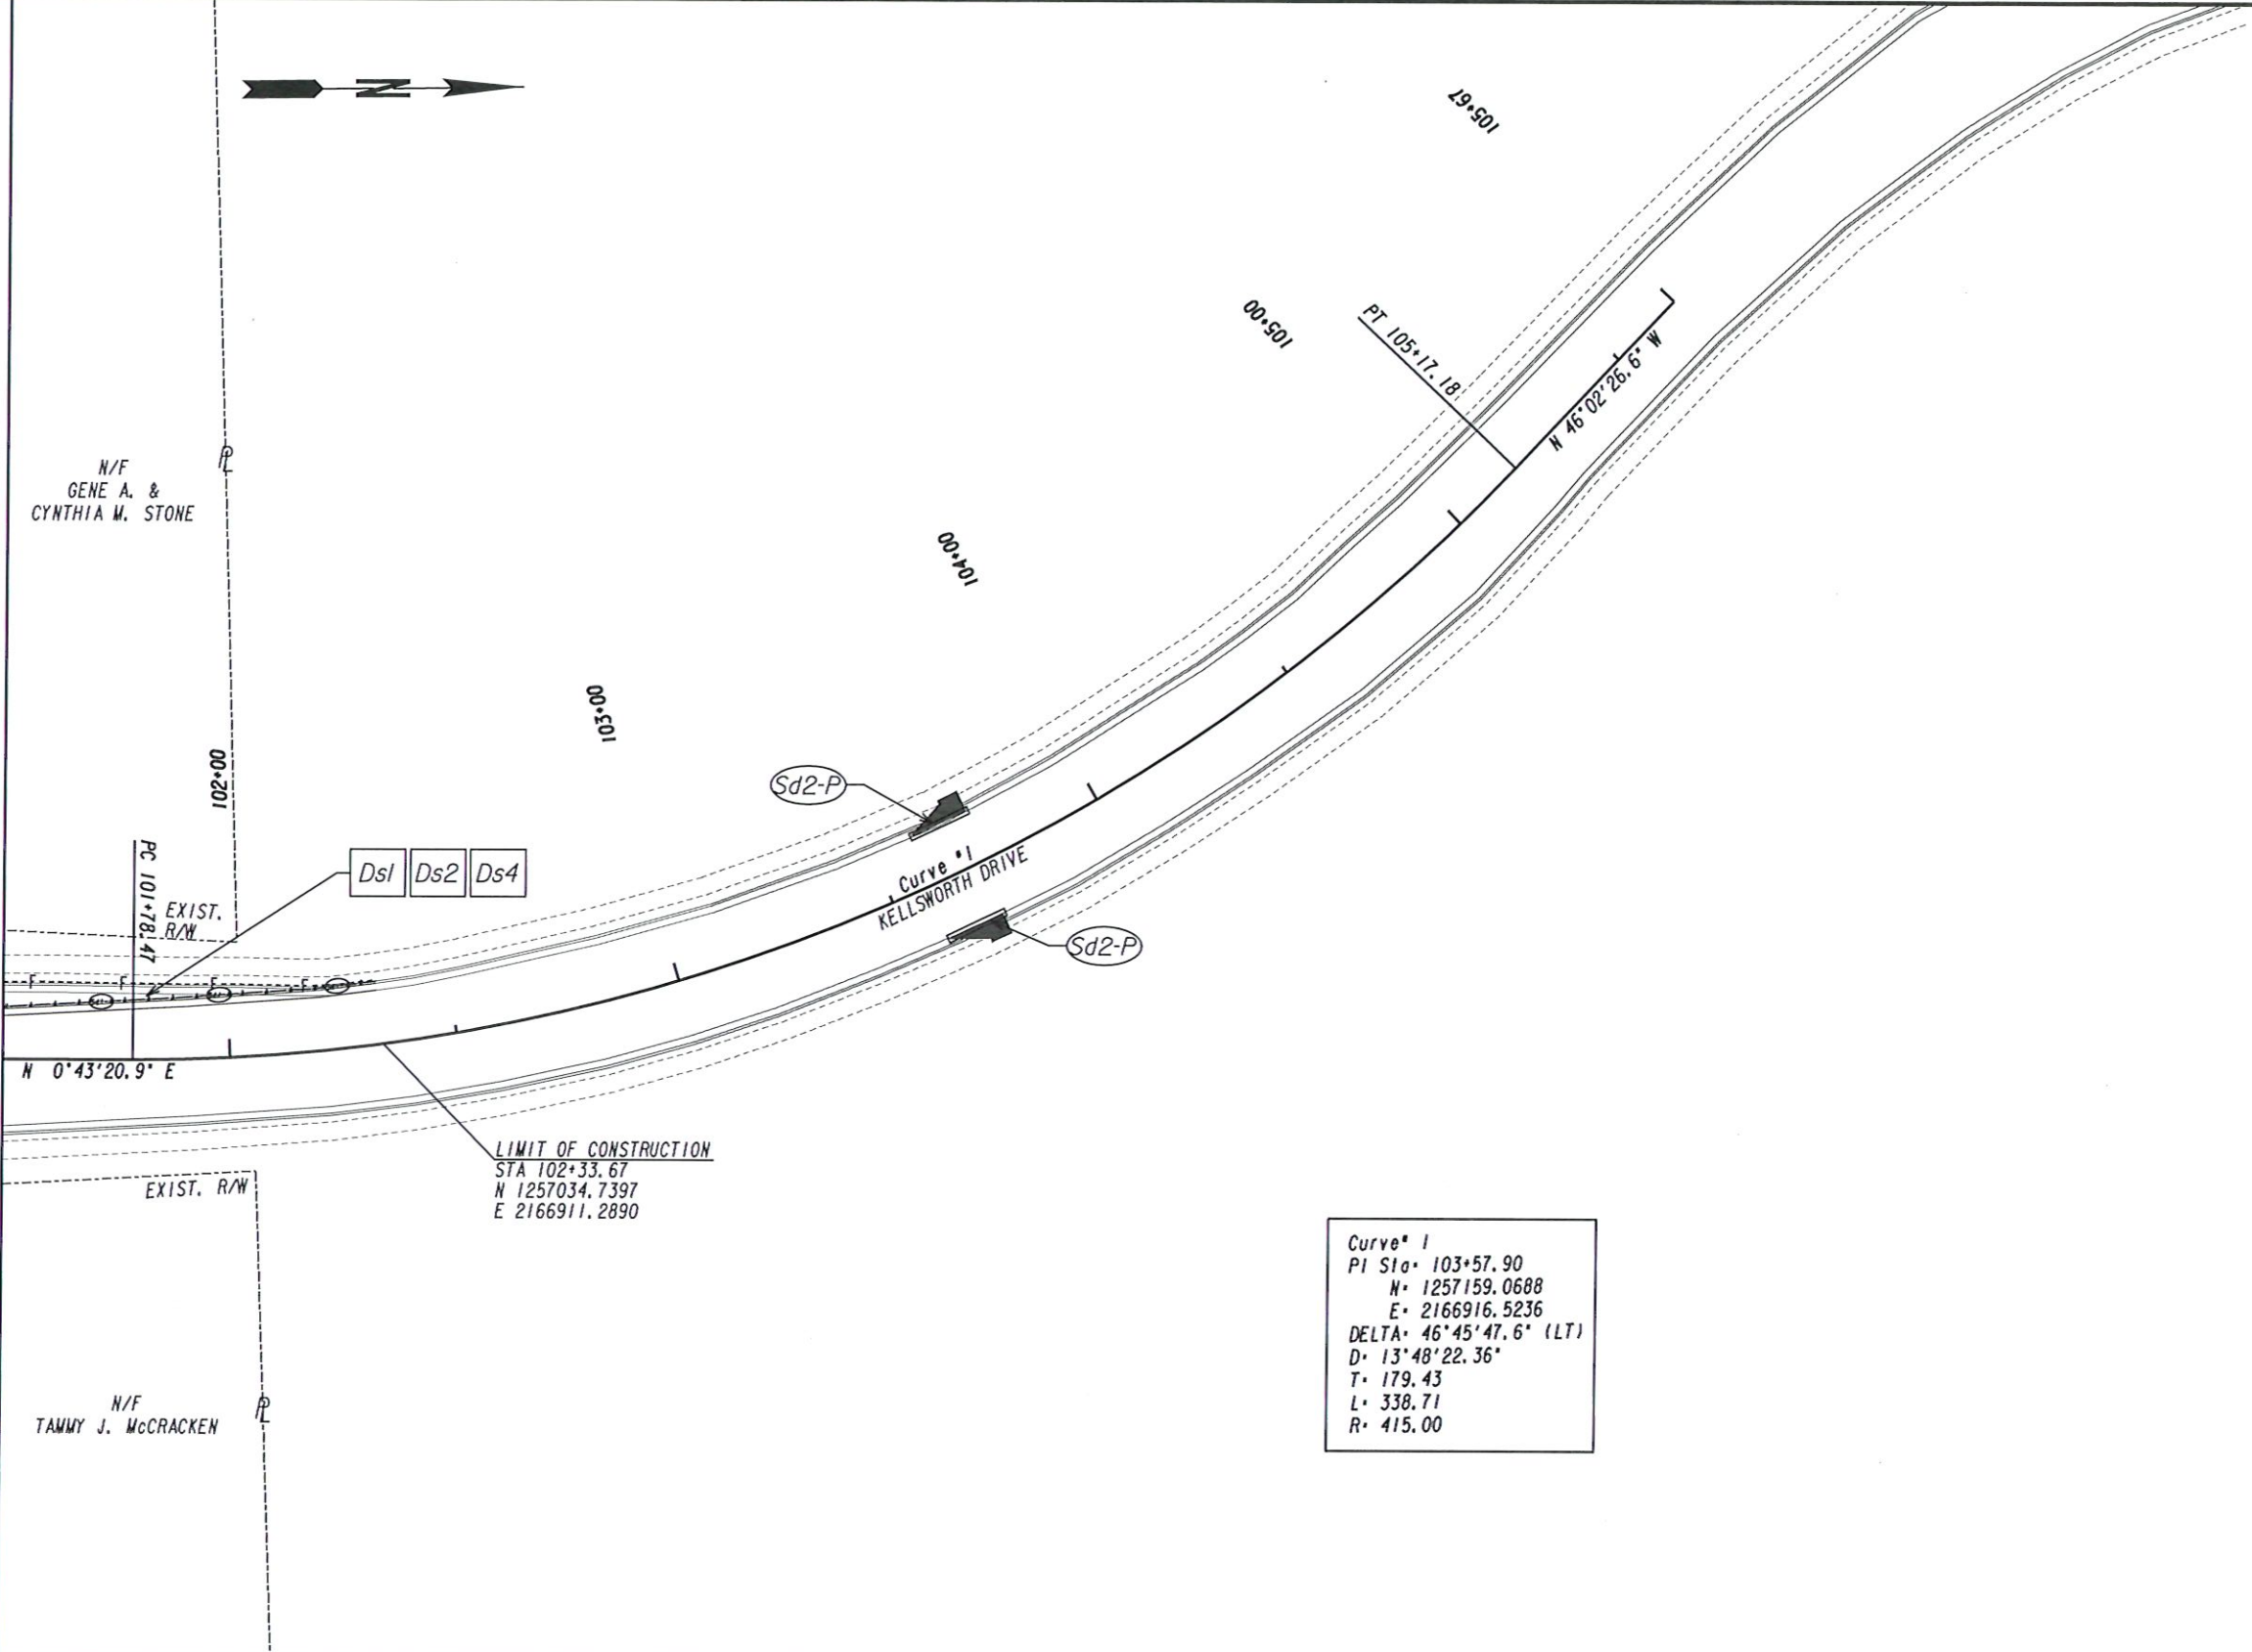 N
105+67
105+00
PT 105+17.18
N 46°02'26.6" W
N/F
GENE A. &
CYNTHIA M. STONE
PL
104+00
103+00
102+00
Sd2-P
PC 101+78.47
Ds1 Ds2 Ds4
Curve #1
KELLSWORTH DRIVE
EXIST.
R/W
Sd2-P
F F F F
N 0°43'20.9" E
LIMIT OF CONSTRUCTION
STA 102+33.67
N 1257034.7397
E 2166911.2890
EXIST. R/W
Curve# 1
PI Sta= 103+57.90
N= 1257159.0688
E= 2166916.5236
DELTA= 46°45'47.6" (LT)
D= 13°48'22.36"
T= 179.43
L= 338.71
R= 415.00
N/F
TAMMY J. McCRACKEN
PL